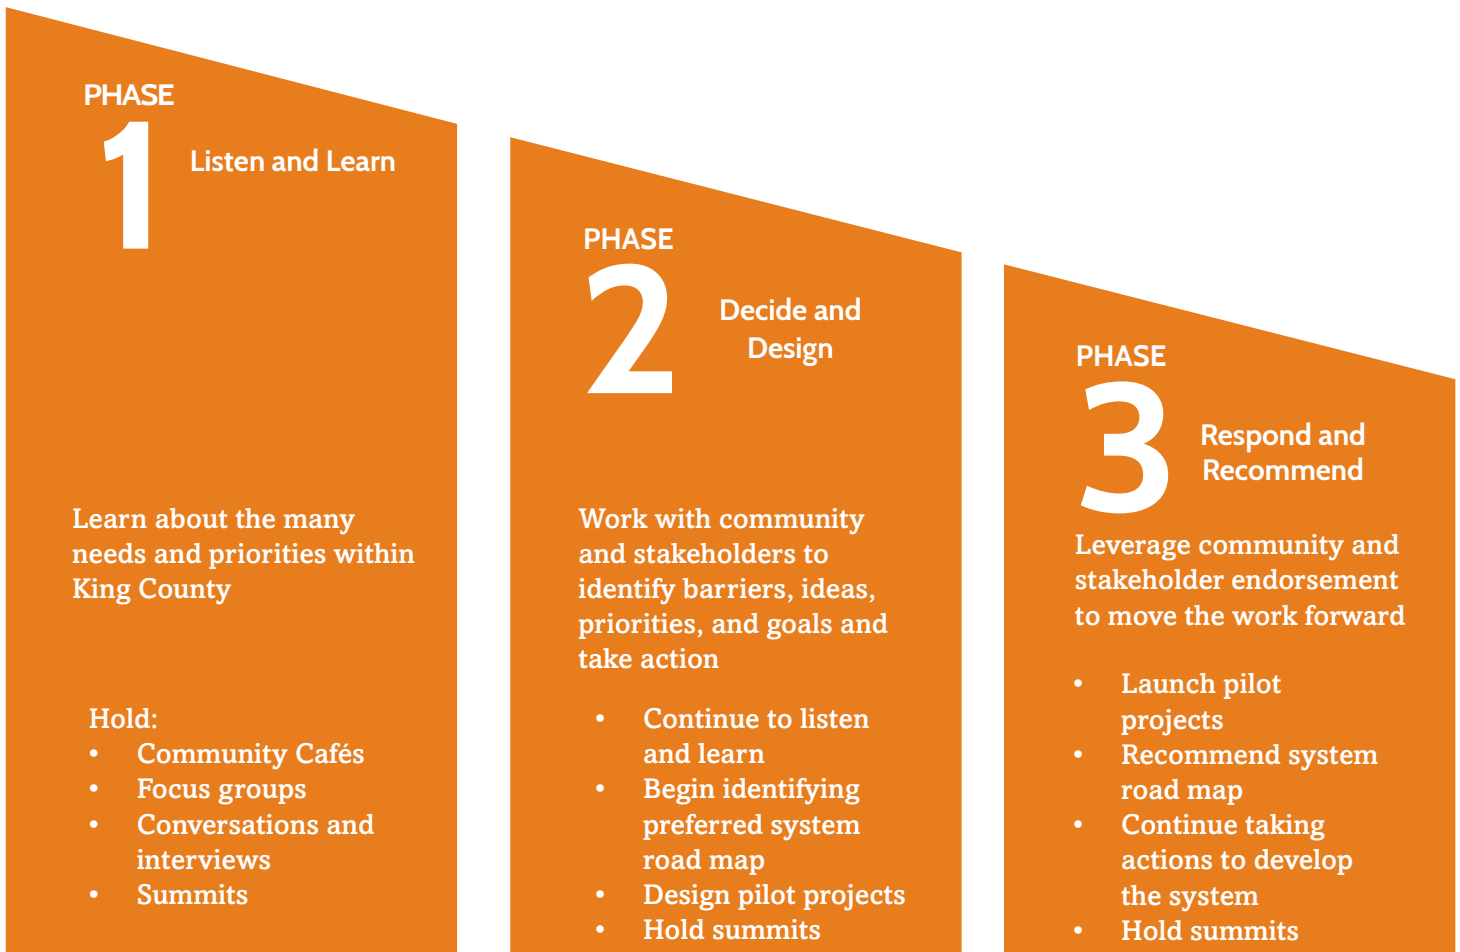 PHASE
1
Listen and Learn
Learn about the many
needs and priorities within
King County
Hold:
• Community Cafés
• Focus groups
• Conversations and
interviews
• Summits
PHASE
2
Decide and
Design
Work with community
and stakeholders to
identify barriers, ideas,
priorities, and goals and
take action
• Continue to listen
and learn
• Begin identifying
preferred system
road map
• Design pilot projects
• Hold summits
PHASE
3
Respond and
Recommend
Leverage community and
stakeholder endorsement
to move the work forward
• Launch pilot
projects
• Recommend system
road map
• Continue taking
actions to develop
the system
• Hold summits